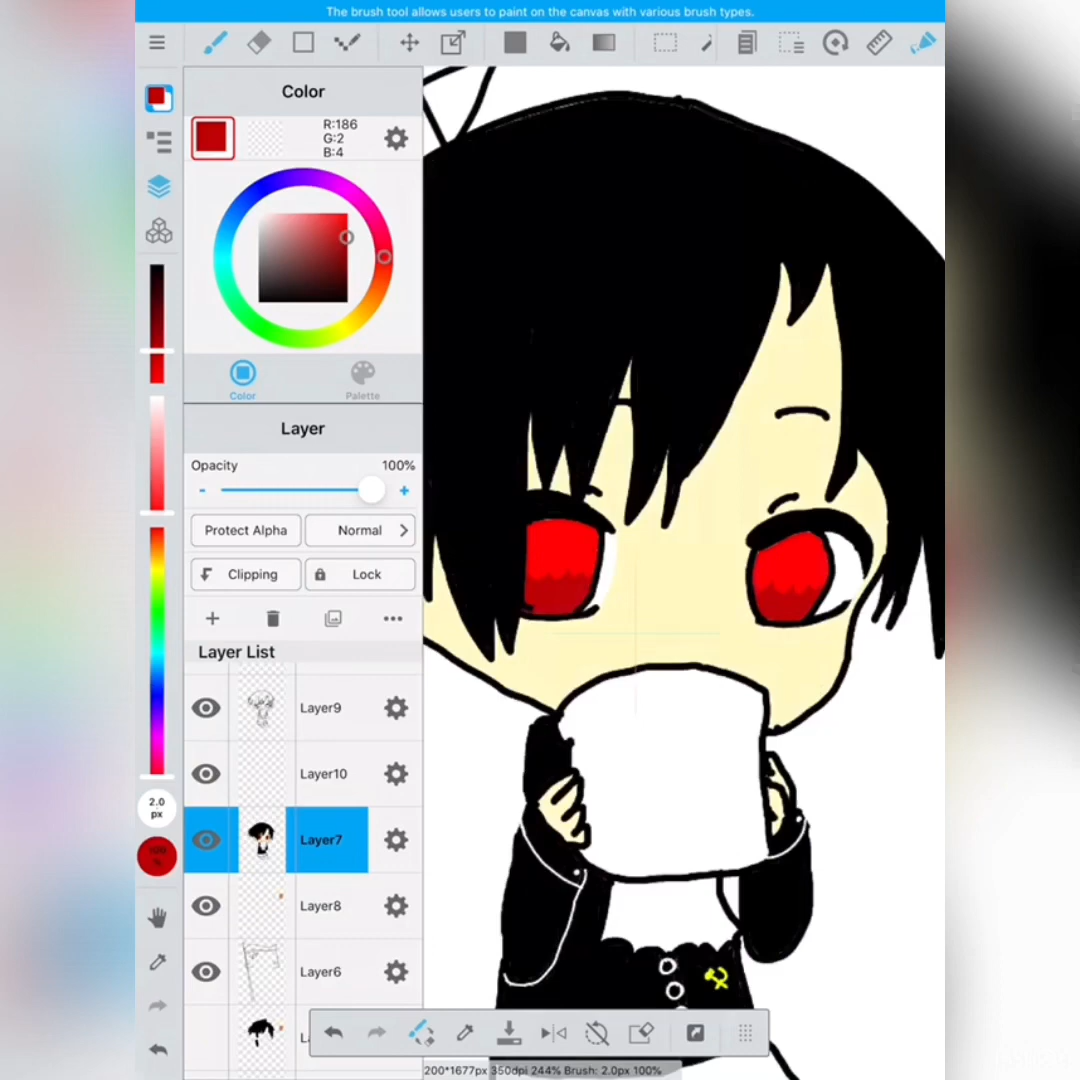 The brush tool allows users to paint on the canvas with various brush types.
Color
R:186
G:2
B:4
Color
Palette
Layer
Opacity
100%
Protect Alpha
Normal
Clipping
Lock
Layer List
Layer9
Layer10
Layer7
2.0
px
100
%
Layer8
Layer6
200*1677px 350dpi 244% Brush: 2.0px 100%